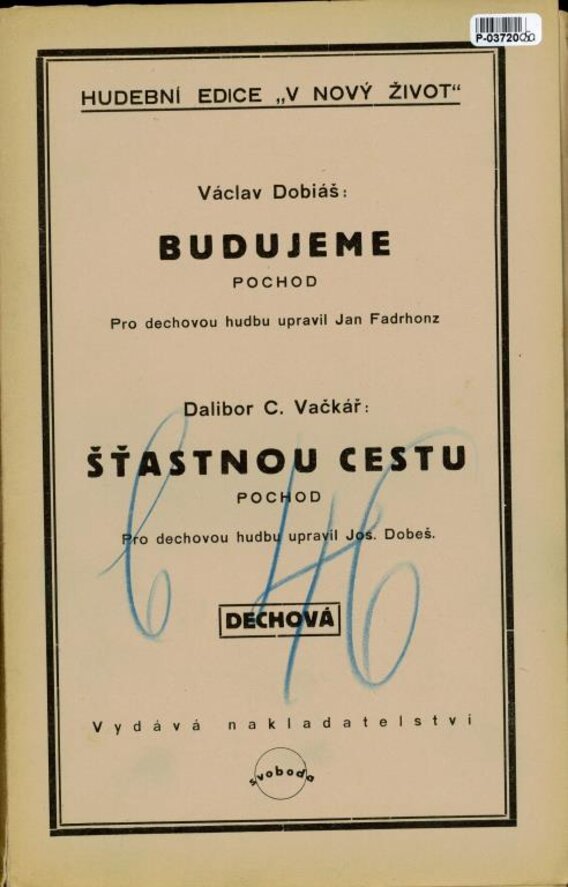 P-03720
HUDEBNÍ EDICE „V NOVÝ ŽIVOT“
Václav Dobiáš:
BUDUJEME
POCHOD
Pro dechovou hudbu upravil Jan Fadrhonz
Dalibor C. Vačkář:
ŠŤASTNOU CESTU
POCHOD
Pro dechovou hudbu upravil Jos. Dobeš.
DECHOVÁ
Vydává nakladatelství
svoboda